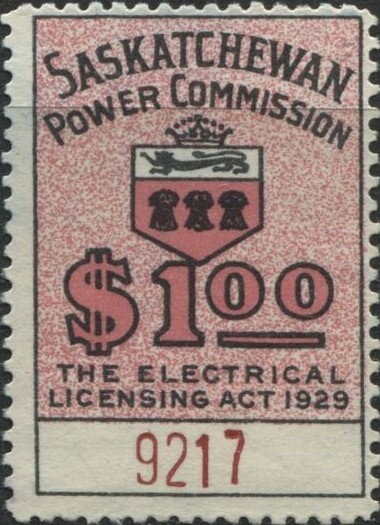 SASKATCHEWAN
POWER COMMISSION
$1.00
THE ELECTRICAL
LICENSING ACT 1929
9217